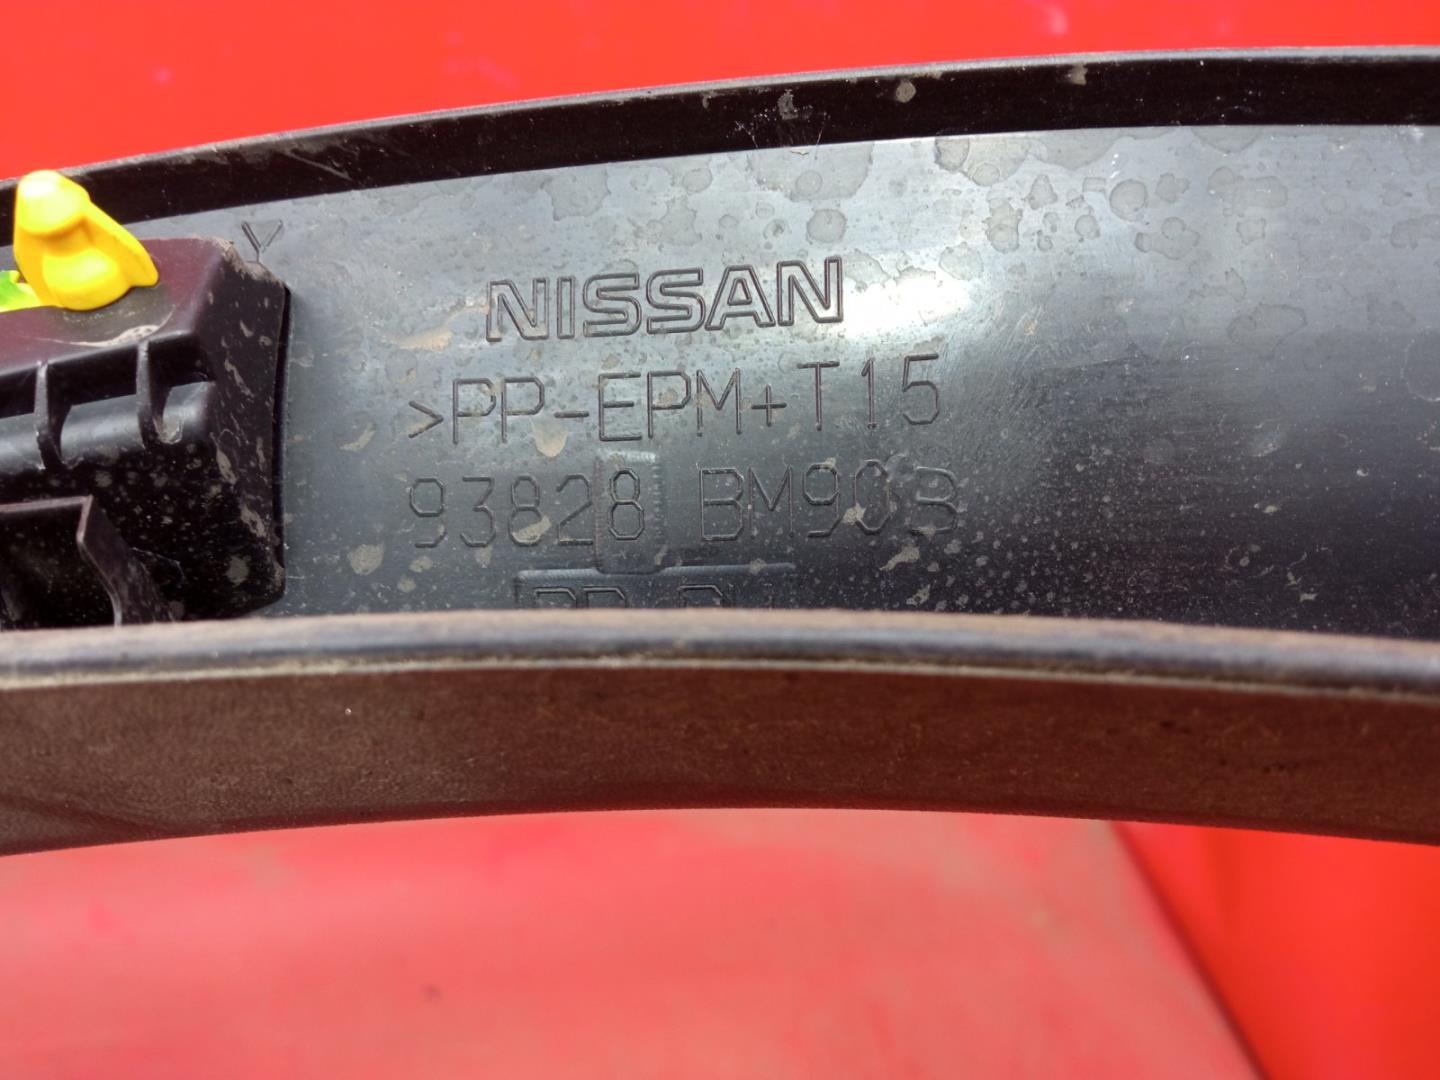 Y
NISSAN
>PP-EPM+T15
93828 BM90B